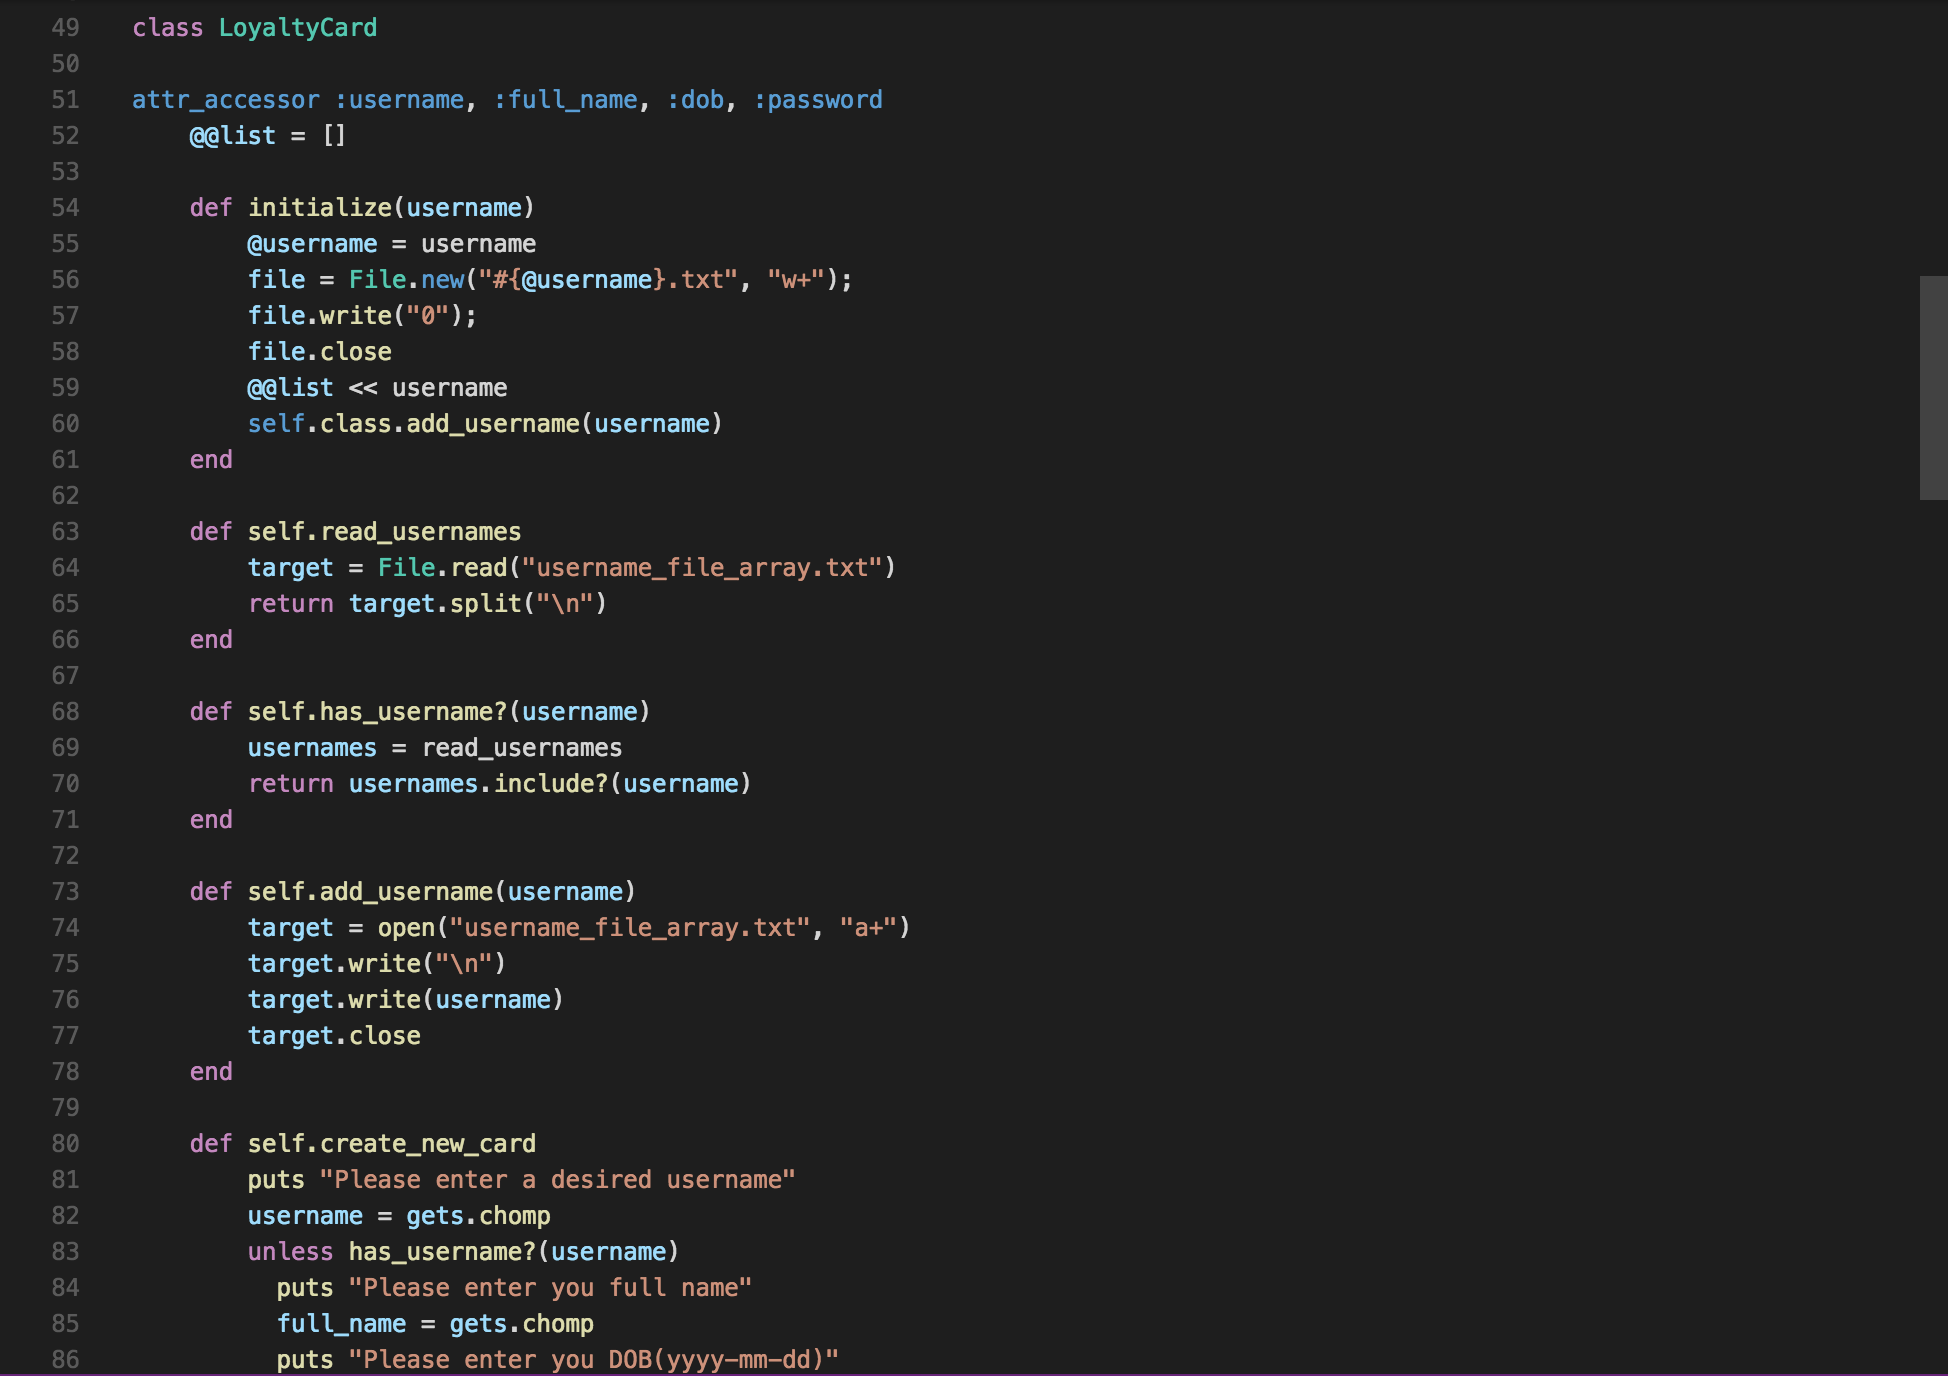 49 class LoyaltyCard
50
51 attr_accessor :username, :full_name, :dob, :password
52     @@list = []
53
54     def initialize(username)
55         @username = username
56         file = File.new("#{@username}.txt", "w+");
57         file.write("0");
58         file.close
59         @@list << username
60         self.class.add_username(username)
61     end
62
63     def self.read_usernames
64         target = File.read("username_file_array.txt")
65         return target.split("\n")
66     end
67
68     def self.has_username?(username)
69         usernames = read_usernames
70         return usernames.include?(username)
71     end
72
73     def self.add_username(username)
74         target = open("username_file_array.txt", "a+")
75         target.write("\n")
76         target.write(username)
77         target.close
78     end
79
80     def self.create_new_card
81         puts "Please enter a desired username"
82         username = gets.chomp
83         unless has_username?(username)
84           puts "Please enter you full name"
85           full_name = gets.chomp
86           puts "Please enter you DOB(yyyy-mm-dd)"